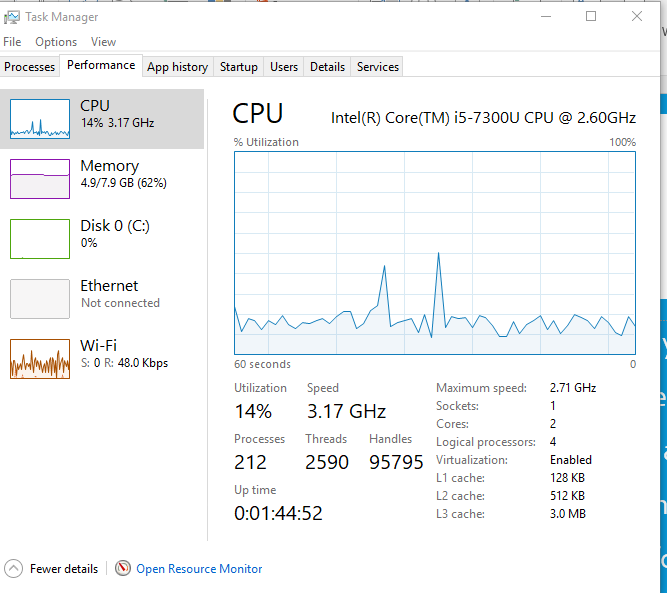 Task Manager
File Options View
Processes Performance App history Startup Users Details Services
CPU
14% 3.17 GHz
Memory
4.9/7.9 GB (62%)
Disk 0 (C:)
0%
Ethernet
Not connected
Wi-Fi
S: 0 R: 48.0 Kbps
CPU Intel(R) Core(TM) i5-7300U CPU @ 2.60GHz
% Utilization 100%
60 seconds 0
Utilization Speed
14% 3.17 GHz
Processes Threads Handles
212 2590 95795
Up time
0:01:44:52
Maximum speed: 2.71 GHz
Sockets: 1
Cores: 2
Logical processors: 4
Virtualization: Enabled
L1 cache: 128 KB
L2 cache: 512 KB
L3 cache: 3.0 MB
Fewer details Open Resource Monitor